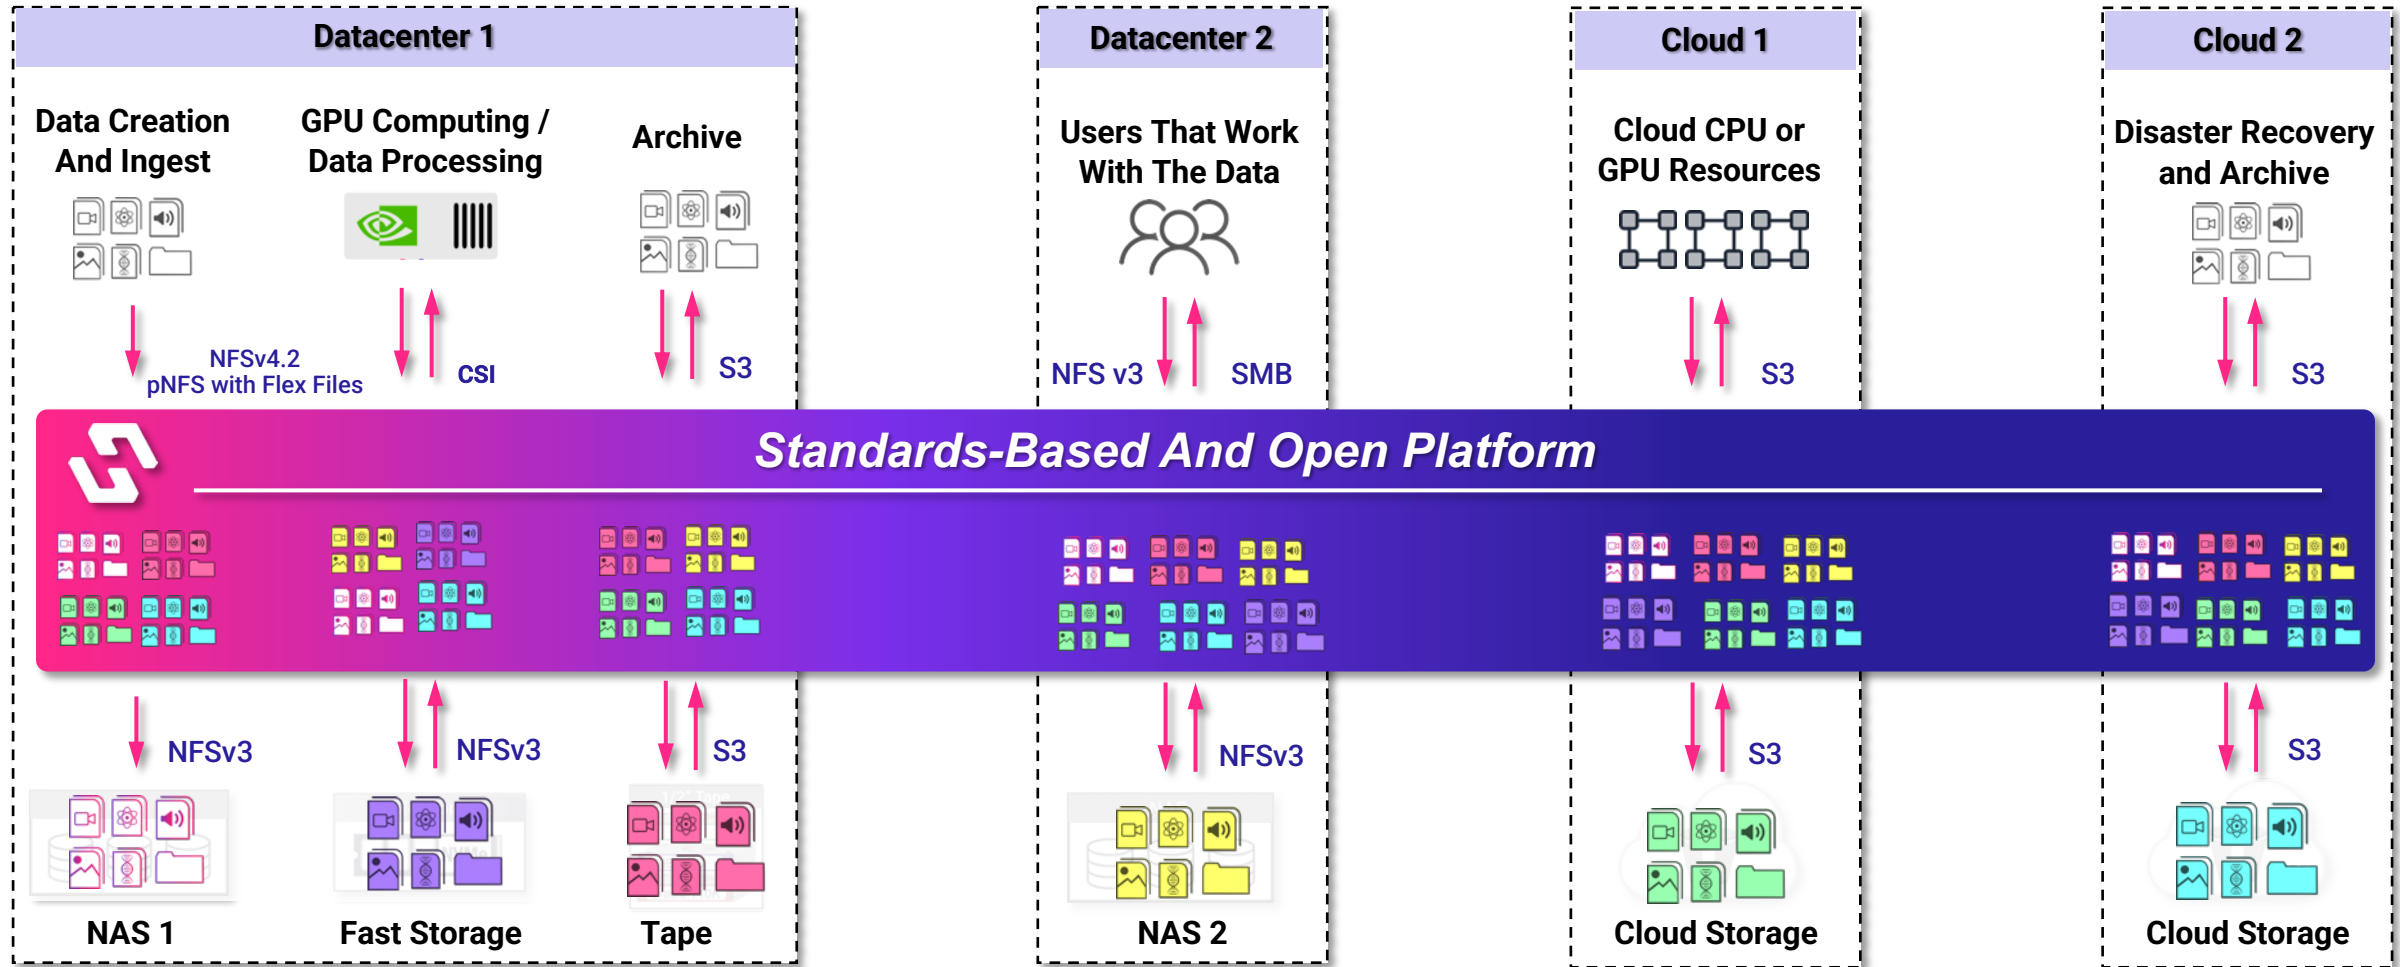 Datacenter 1
Datacenter 2
Cloud 1
Cloud 2
Data Creation
And Ingest
GPU Computing /
Data Processing
Archive
Users That Work
With The Data
Cloud CPU or
GPU Resources
Disaster Recovery
and Archive
NFSv4.2
pNFS with Flex Files
CSI
S3
NFS v3
SMB
S3
S3
Standards-Based And Open Platform
NFSv3
NFSv3
S3
NFSv3
S3
S3
1/2" Tape
NAS 1
Fast Storage
Tape
NAS 2
Cloud Storage
Cloud Storage